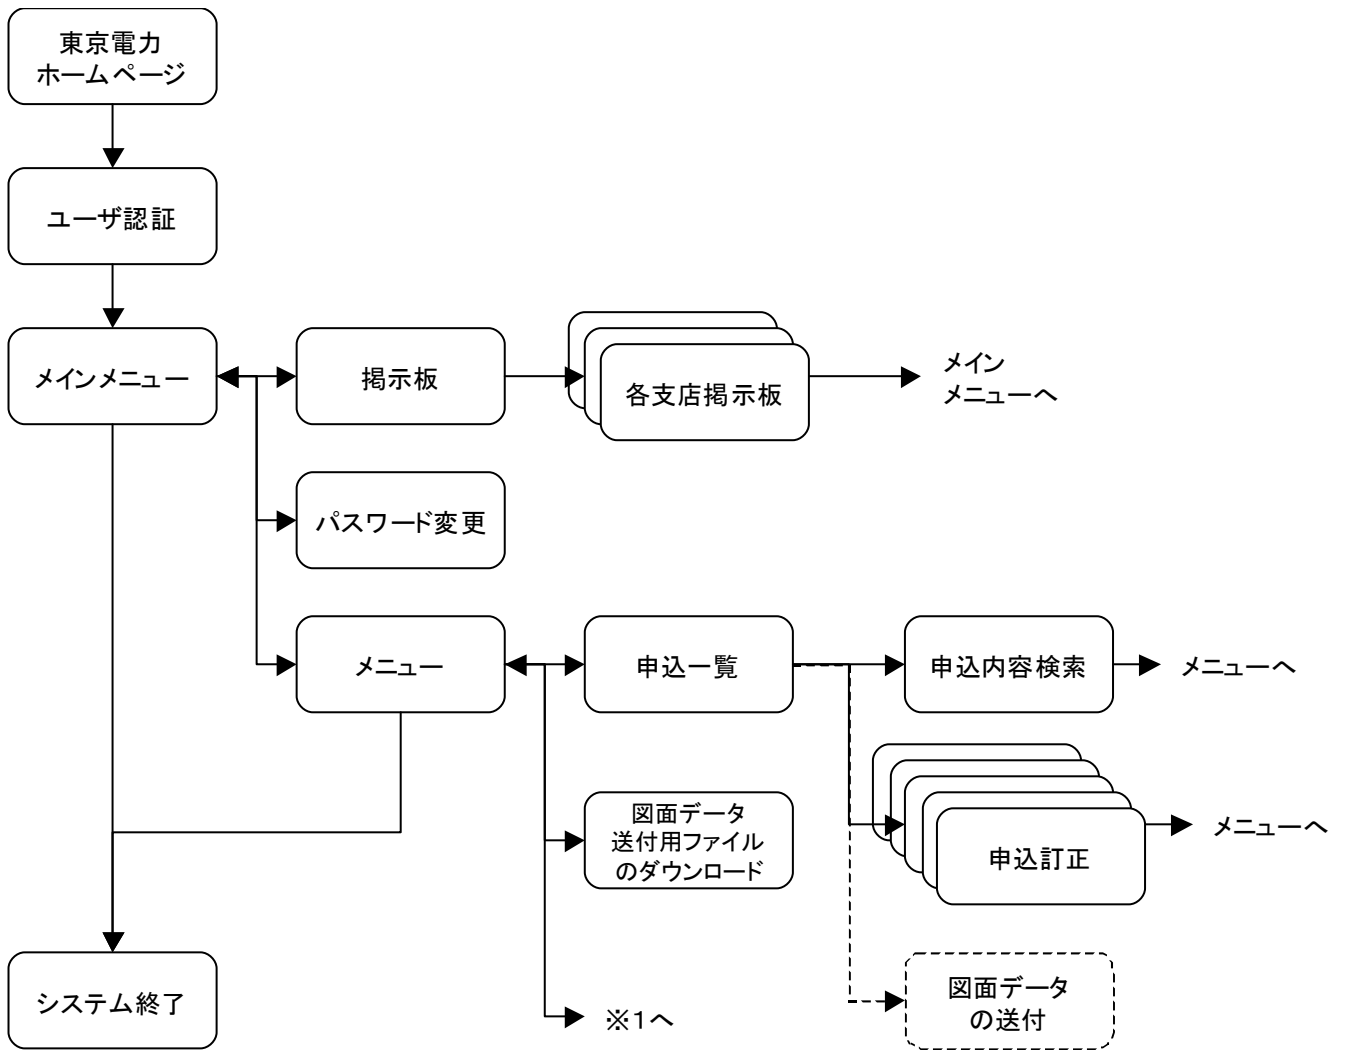 東京電力
ホームページ
ユーザ認証
メインメニュー
掲示板
各支店掲示板
メイン
メニューへ
パスワード変更
メニュー
申込一覧
申込内容検索
メニューへ
図面データ
送付用ファイル
のダウンロード
申込訂正
メニューへ
システム終了
※1へ
図面データ
の送付